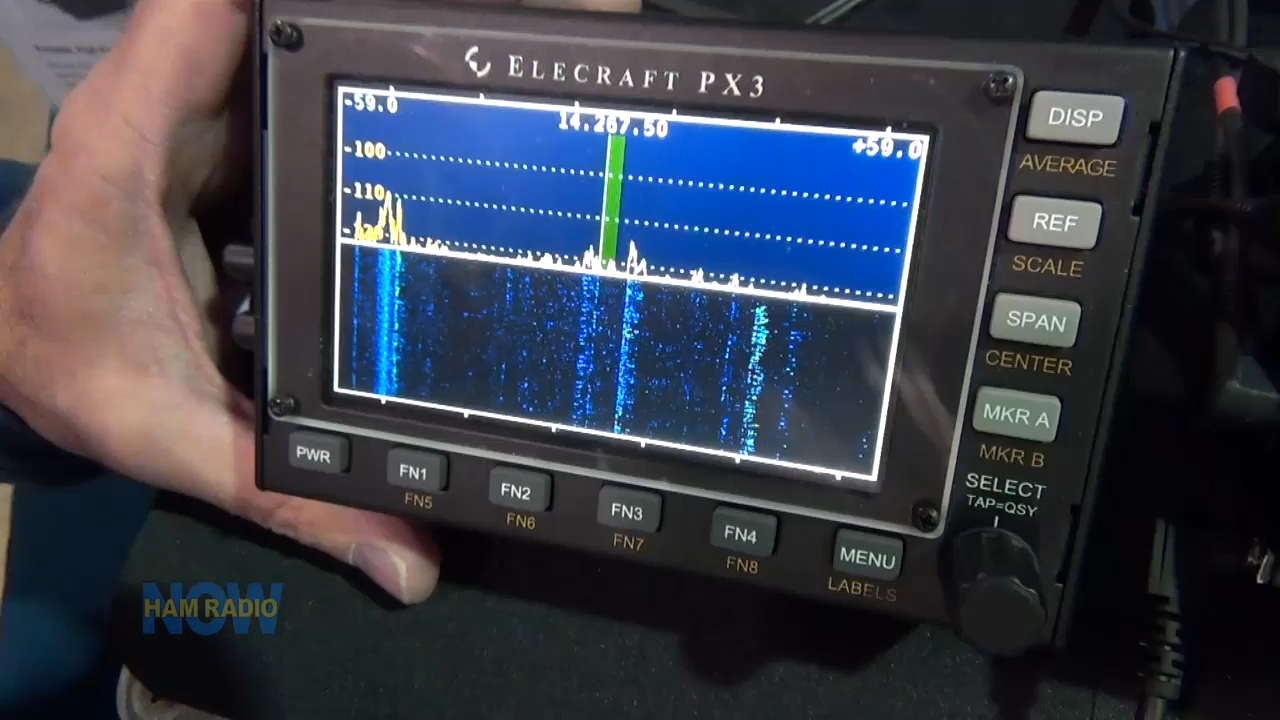 ELECRAFT PX3
-59.0
14.267.50
+59.0
-100
-110
DISP
AVERAGE
REF
SCALE
SPAN
CENTER
MKR A
MKR B
SELECT
TAP=QSY
PWR
FN1
FN5
FN2
FN6
FN3
FN7
FN4
FN8
MENU
LABELS
NOW
HAM RADIO